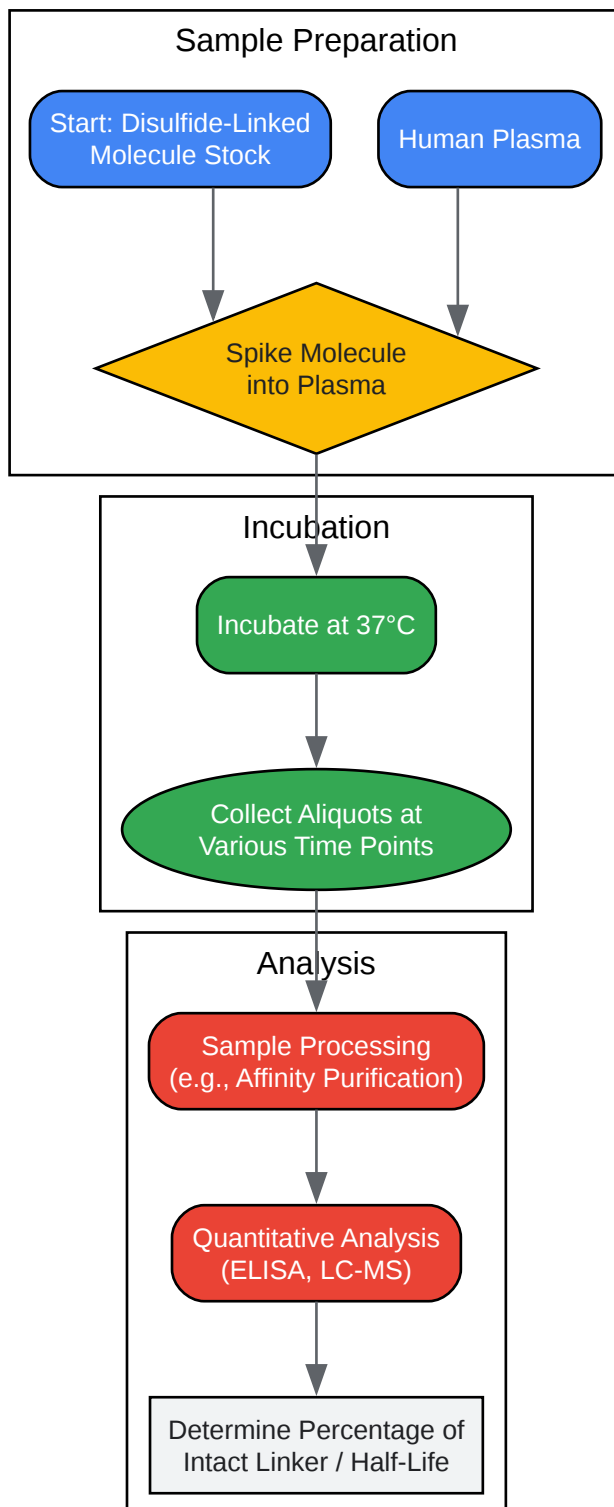 Sample Preparation
Start: Disulfide-Linked
Molecule Stock
Human Plasma
Spike Molecule
into Plasma
Incubation
Incubate at 37°C
Collect Aliquots at
Various Time Points
Analysis
Sample Processing
(e.g., Affinity Purification)
Quantitative Analysis
(ELISA, LC-MS)
Determine Percentage of
Intact Linker / Half-Life